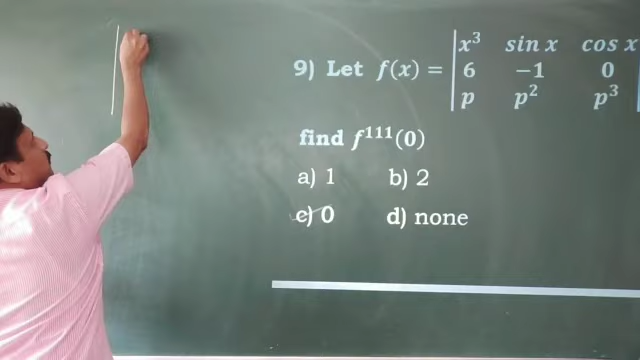 9) Let f(x) = | x³ sin x cos x |
6 -1 0
p p² p³
find f¹¹¹(0)
a) 1 b) 2
c) 0 d) none